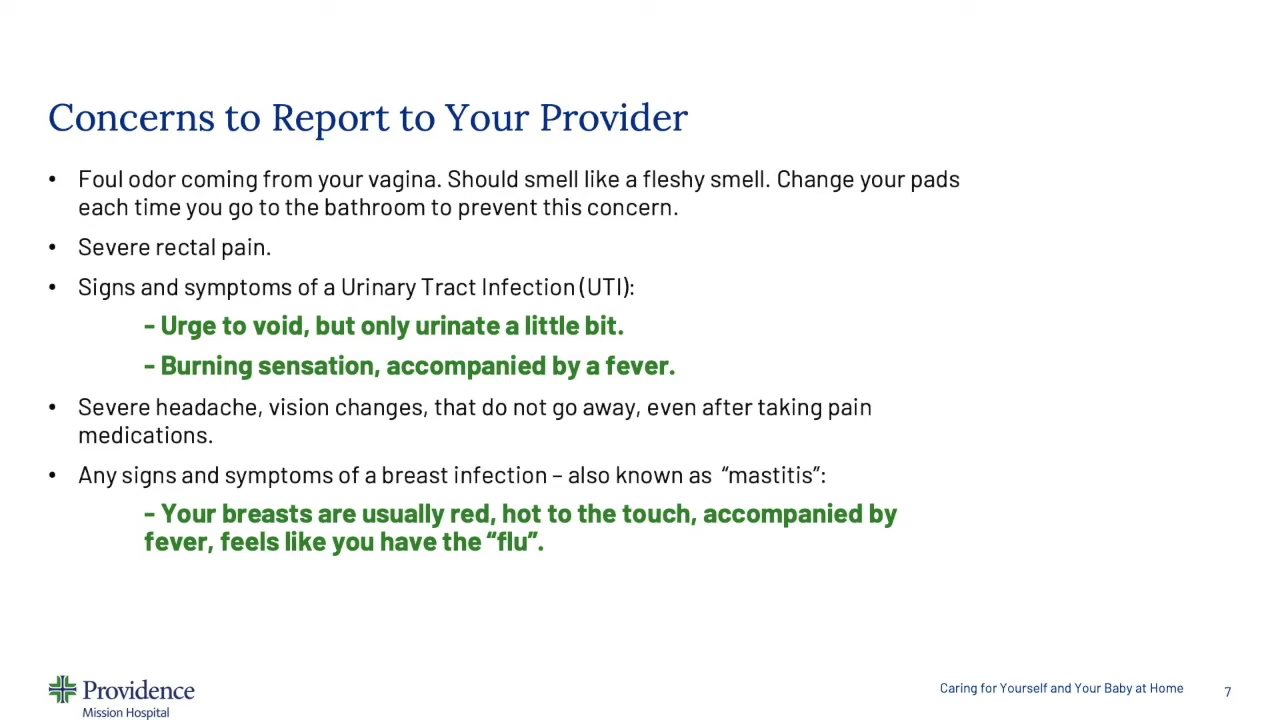 Concerns to Report to Your Provider
• Foul odor coming from your vagina. Should smell like a fleshy smell. Change your pads
each time you go to the bathroom to prevent this concern.
• Severe rectal pain.
• Signs and symptoms of a Urinary Tract Infection (UTI):
- Urge to void, but only urinate a little bit.
- Burning sensation, accompanied by a fever.
• Severe headache, vision changes, that do not go away, even after taking pain
medications.
• Any signs and symptoms of a breast infection – also known as “mastitis”:
- Your breasts are usually red, hot to the touch, accompanied by
fever, feels like you have the “flu”.
Providence
Mission Hospital
Caring for Yourself and Your Baby at Home
7